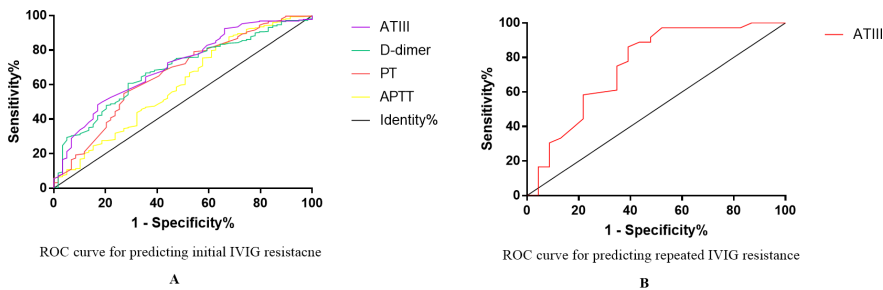 100
80
60
40
20
0
Sensitivity%
0 20 40 60 80 100
1 - Specificity%
ATIII
D-dimer
PT
APTT
Identity%
ROC curve for predicting initial IVIG resistacne
A
100
80
60
40
20
0
Sensitivity%
0 20 40 60 80 100
1 - Specificity%
ATIII
ROC curve for predicting repeated IVIG resistance
B